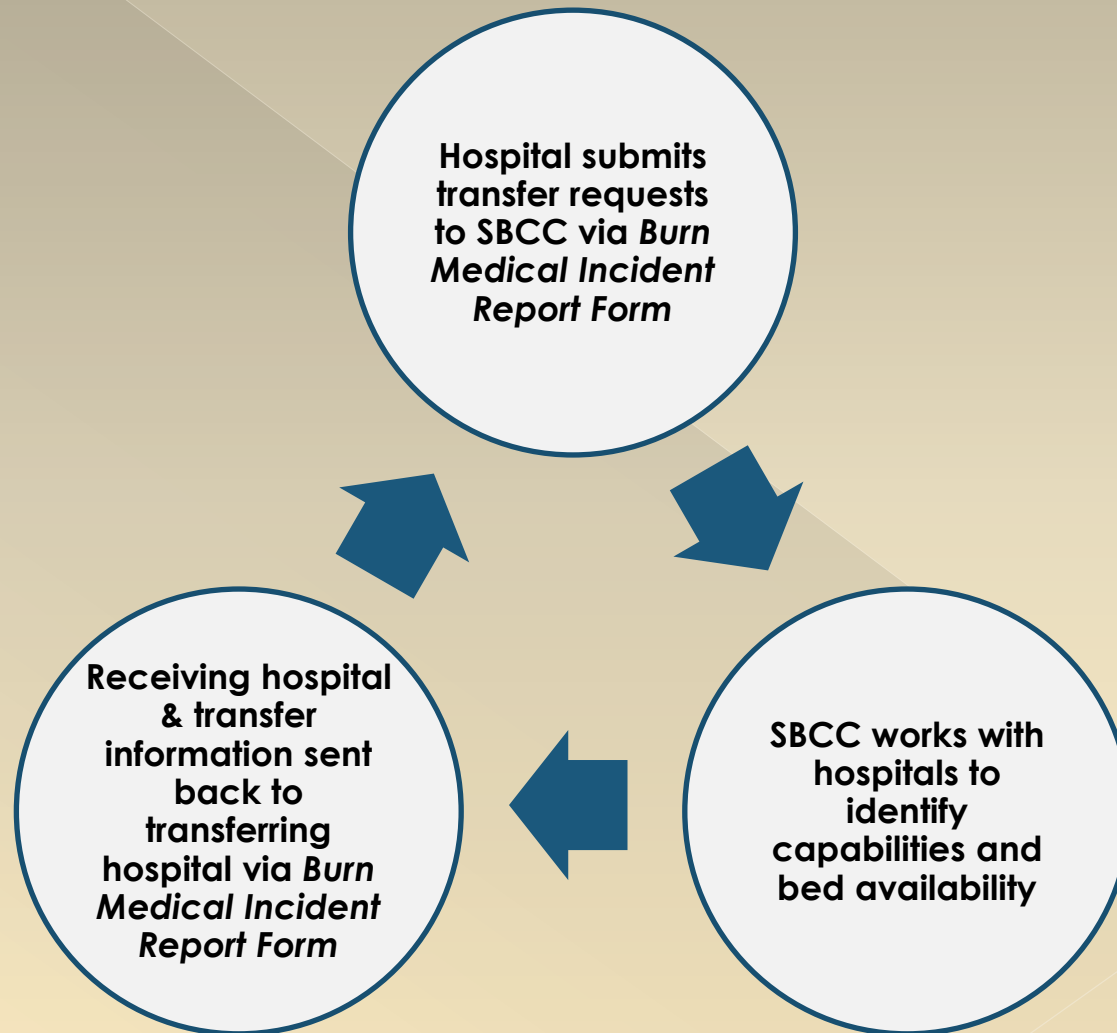 Hospital submits
transfer requests
to SBCC via Burn
Medical Incident
Report Form
SBCC works with
hospitals to
identify
capabilities and
bed availability
Receiving hospital
& transfer
information sent
back to
transferring
hospital via Burn
Medical Incident
Report Form